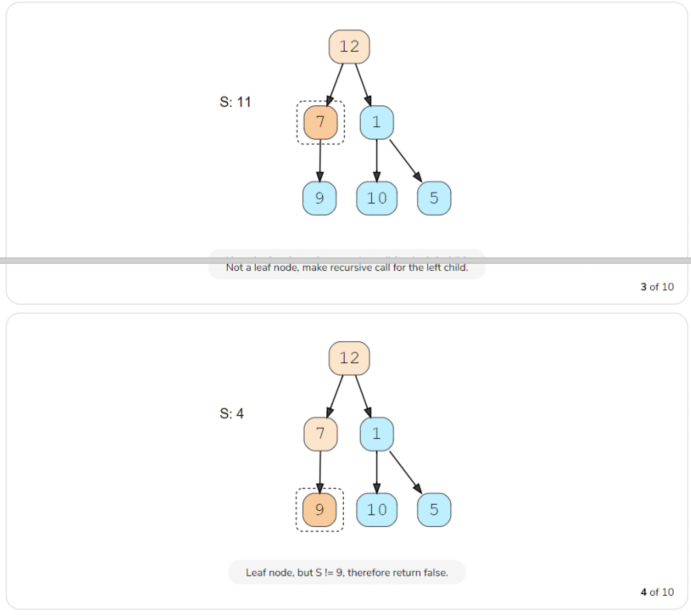 12
S: 11
7 1
9 10 5
Not a leaf node, make recursive call for the left child.
3 of 10
12
S: 4
7 1
9 10 5
Leaf node, but S != 9, therefore return false.
4 of 10